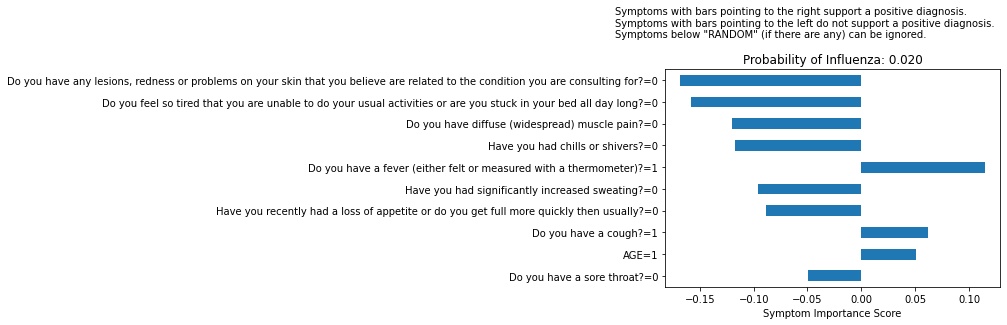 Symptoms with bars pointing to the right support a positive diagnosis.
Symptoms with bars pointing to the left do not support a positive diagnosis.
Symptoms below "RANDOM" (if there are any) can be ignored.
Probability of Influenza: 0.020
Do you have any lesions, redness or problems on your skin that you believe are related to the condition you are consulting for?=0
Do you feel so tired that you are unable to do your usual activities or are you stuck in your bed all day long?=0
Do you have diffuse (widespread) muscle pain?=0
Have you had chills or shivers?=0
Do you have a fever (either felt or measured with a thermometer)?=1
Have you had significantly increased sweating?=0
Have you recently had a loss of appetite or do you get full more quickly then usually?=0
Do you have a cough?=1
AGE=1
Do you have a sore throat?=0
−0.15 −0.10 −0.05 0.00 0.05 0.10
Symptom Importance Score